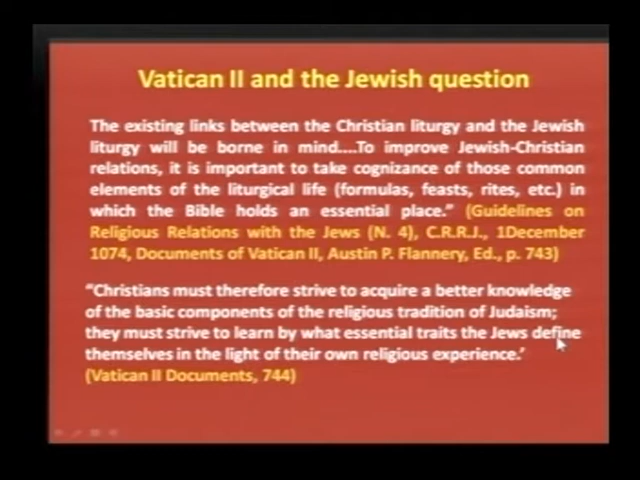 Vatican II and the Jewish question
The existing links between the Christian liturgy and the Jewish
liturgy will be borne in mind....To improve Jewish-Christian
relations, it is important to take cognizance of those common
elements of the liturgical life (formulas, feasts, rites, etc.) in
which the Bible holds an essential place.” (Guidelines on
Religious Relations with the Jews (N. 4), C.R.R.J., 1December
1074, Documents of Vatican II, Austin P. Flannery, Ed., p. 743)
“Christians must therefore strive to acquire a better knowledge
of the basic components of the religious tradition of Judaism;
they must strive to learn by what essential traits the Jews define
themselves in the light of their own religious experience.’
(Vatican II Documents, 744)